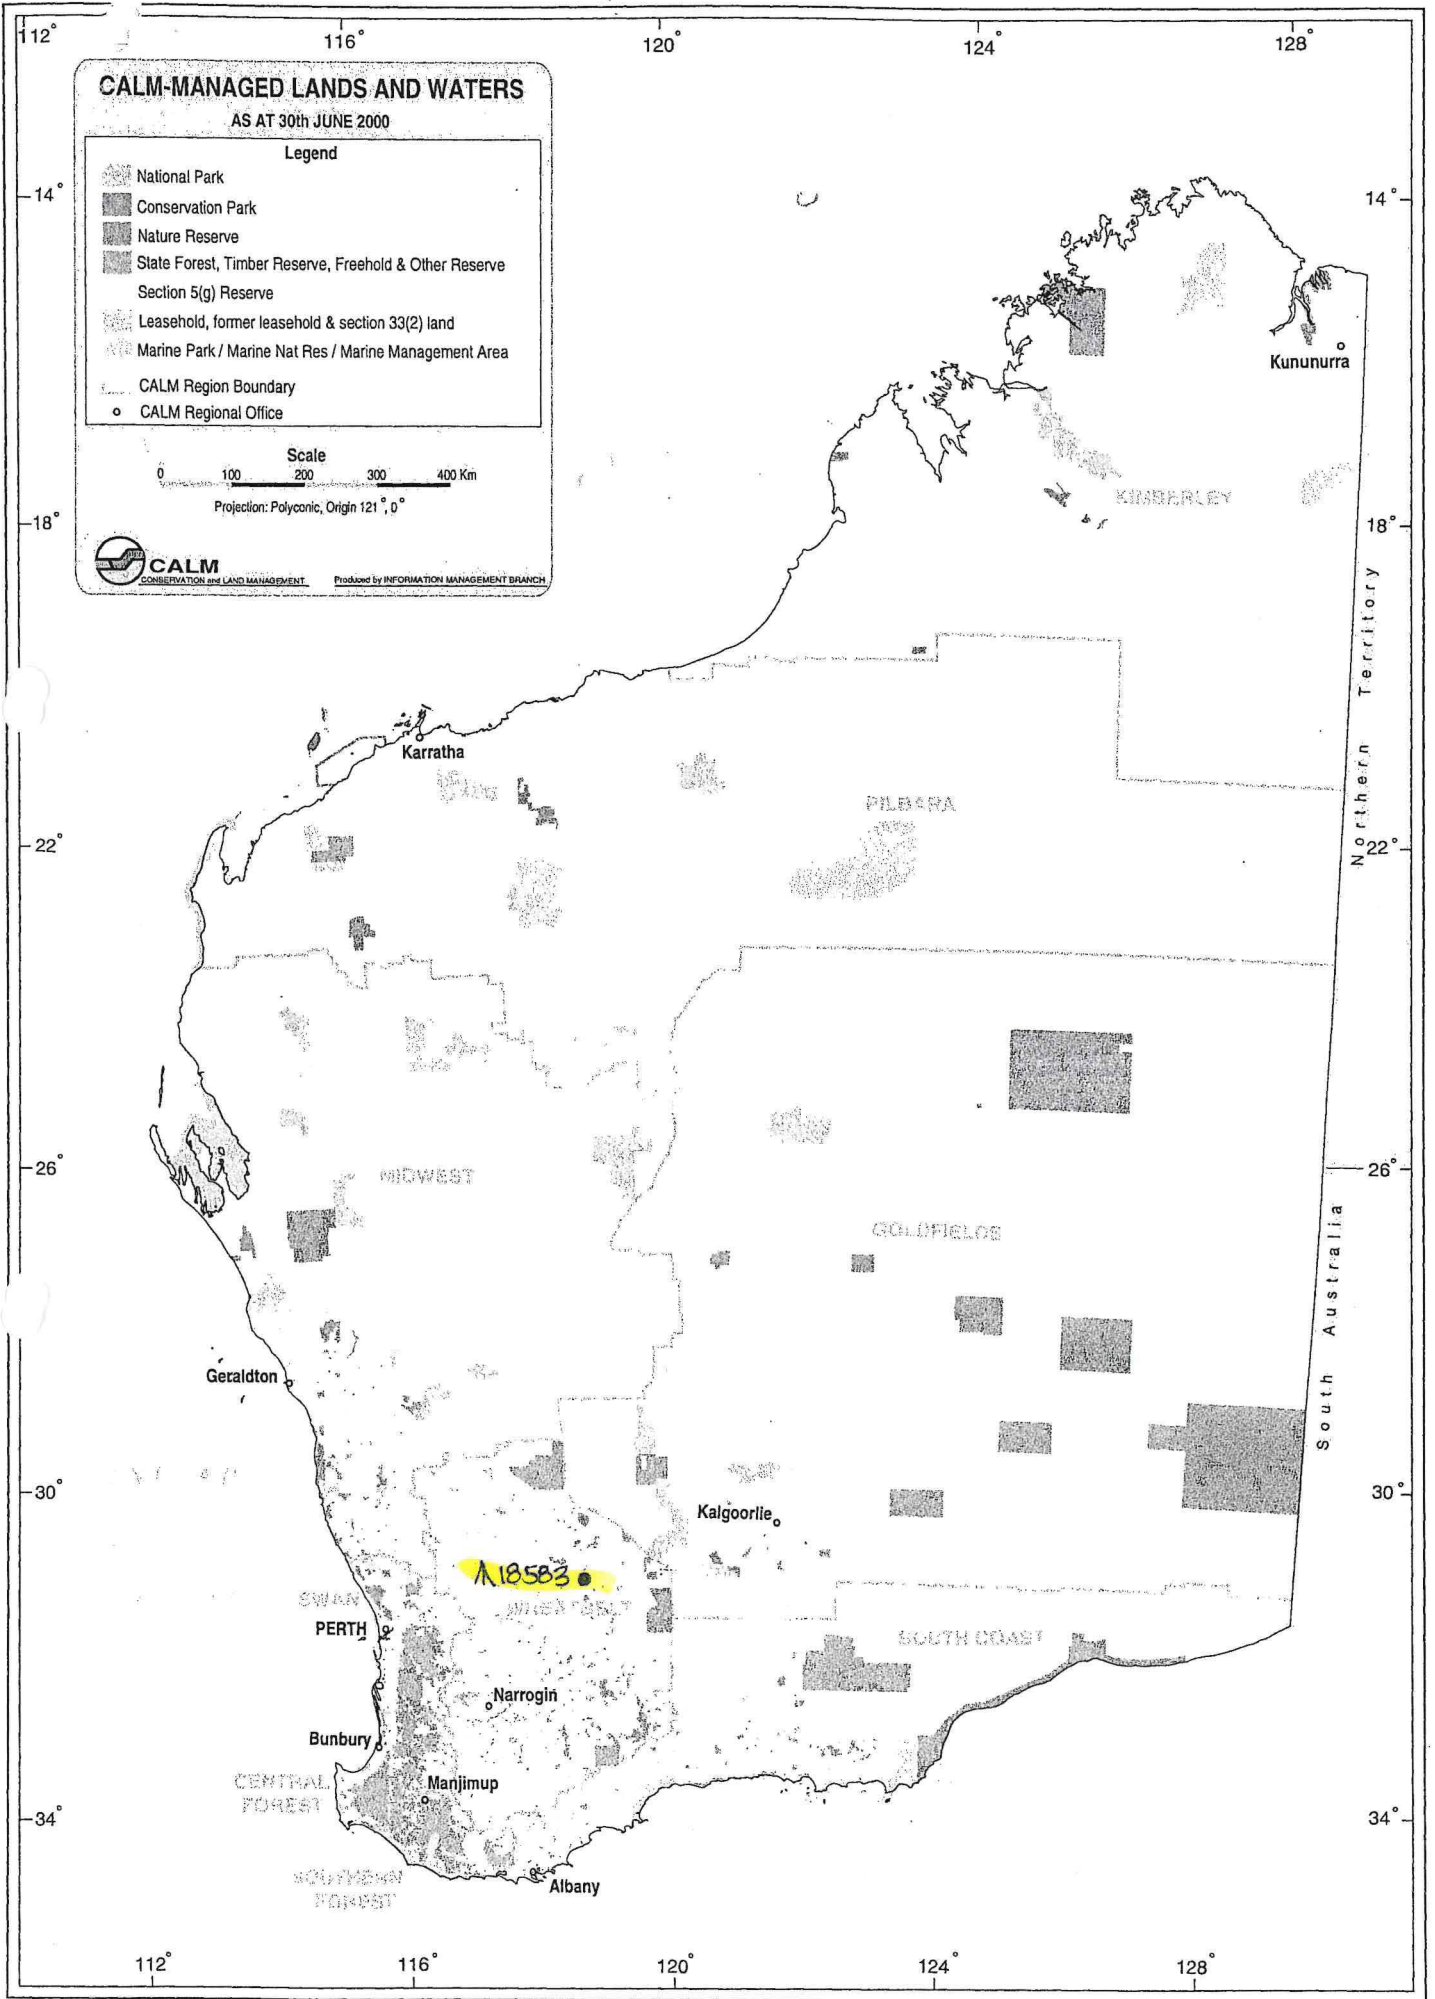 112° 116° 120° 124° 128°
CALM-MANAGED LANDS AND WATERS
AS AT 30th JUNE 2000
Legend
National Park
Conservation Park
Nature Reserve
State Forest, Timber Reserve, Freehold & Other Reserve
Section 5(g) Reserve
Leasehold, former leasehold & section 33(2) land
Marine Park / Marine Nat Res / Marine Management Area
CALM Region Boundary
CALM Regional Office
Scale
0 100 200 300 400 Km
Projection: Polyconic, Origin 121°, 0°
CALM
CONSERVATION and LAND MANAGEMENT
Produced by INFORMATION MANAGEMENT BRANCH
14° 14°
Kununurra
KIMBERLEY
18° 18°
Northern Territory
Karratha
PILBARA
22° 22°
26° 26°
MIDWEST
GOLDFIELDS
South Australia
Geraldton
30° 30°
Kalgoorlie
18583
SWAN
WHEATBELT
PERTH
SOUTH COAST
Narrogin
Bunbury
CENTRAL
FOREST
Manjimup
34° 34°
SOUTHERN
FOREST
Albany
112° 116° 120° 124° 128°